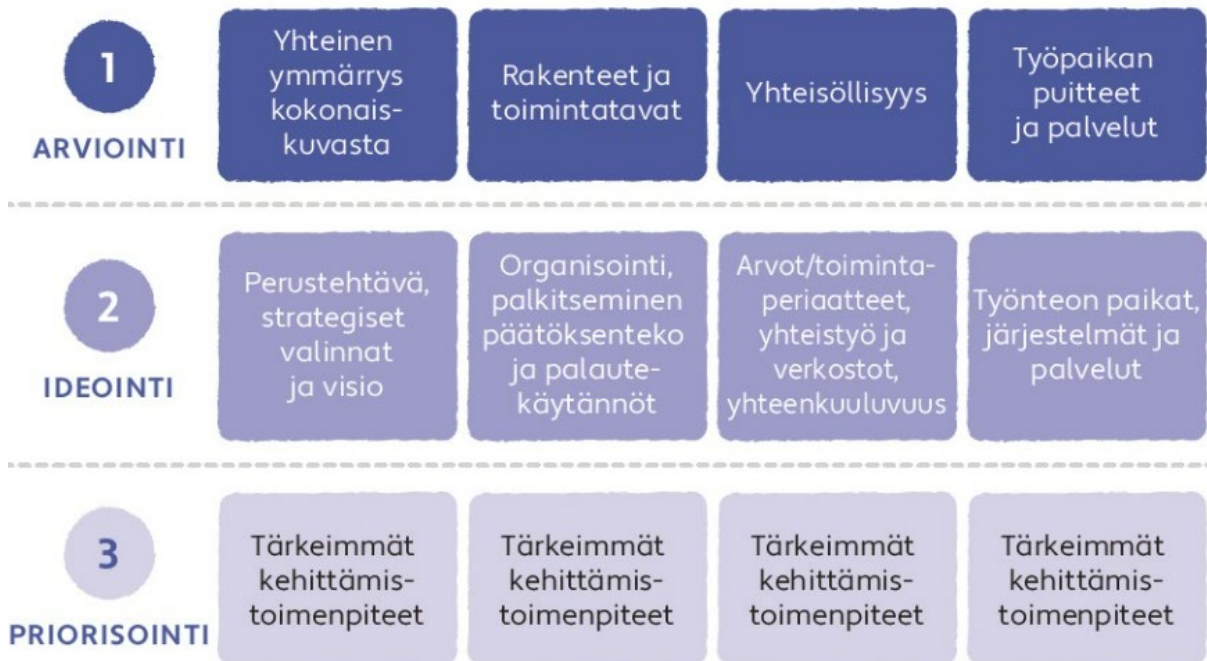 1
ARVIOINTI
Yhteinen
ymmärrys
kokonais-
kuvasta
Rakenteet ja
toimintatavat
Yhteisöllisyys
Työpaikan
puitteet
ja palvelut
2
IDEOINTI
Perustehtävä,
strategiset
valinnat
ja visio
Organisointi,
palkitseminen
päätöksenteko
ja palaute-
käytännöt
Arvot/toiminta-
periaatteet,
yhteistyö ja
verkostot,
yhteenkuuluvuus
Työnteon paikat,
järjestelmät ja
palvelut
3
PRIORISOINTI
Tärkeimmät
kehittämis-
toimenpiteet
Tärkeimmät
kehittämis-
toimenpiteet
Tärkeimmät
kehittämis-
toimenpiteet
Tärkeimmät
kehittämis-
toimenpiteet